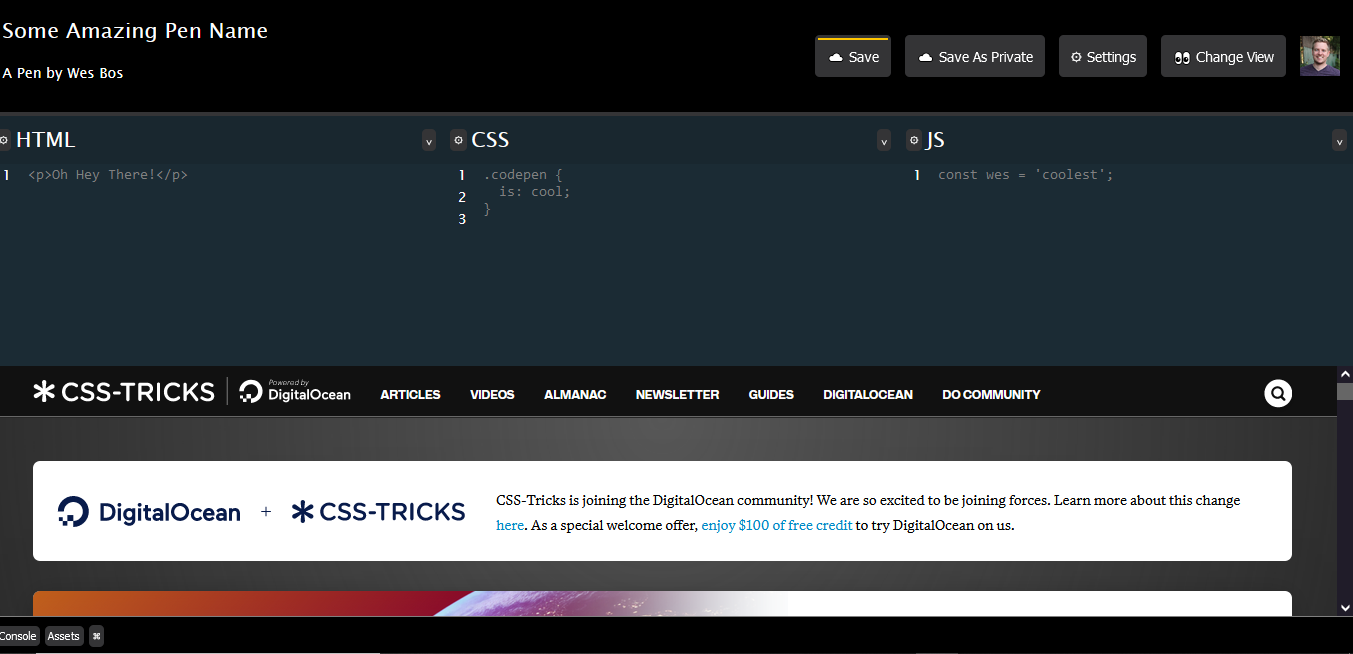 Some Amazing Pen Name
A Pen by Wes Bos
Save
Save As Private
Settings
Change View
HTML
v
CSS
v
JS
v
1 <p>Oh Hey There!</p>
1 .codepen {
2 is: cool;
3 }
1 const wes = 'coolest';
CSS-TRICKS
Powered by
DigitalOcean
ARTICLES
VIDEOS
ALMANAC
NEWSLETTER
GUIDES
DIGITALOCEAN
DO COMMUNITY
DigitalOcean + CSS-TRICKS
CSS-Tricks is joining the DigitalOcean community! We are so excited to be joining forces. Learn more about this change
here. As a special welcome offer, enjoy $100 of free credit to try DigitalOcean on us.
Console
Assets
⌘